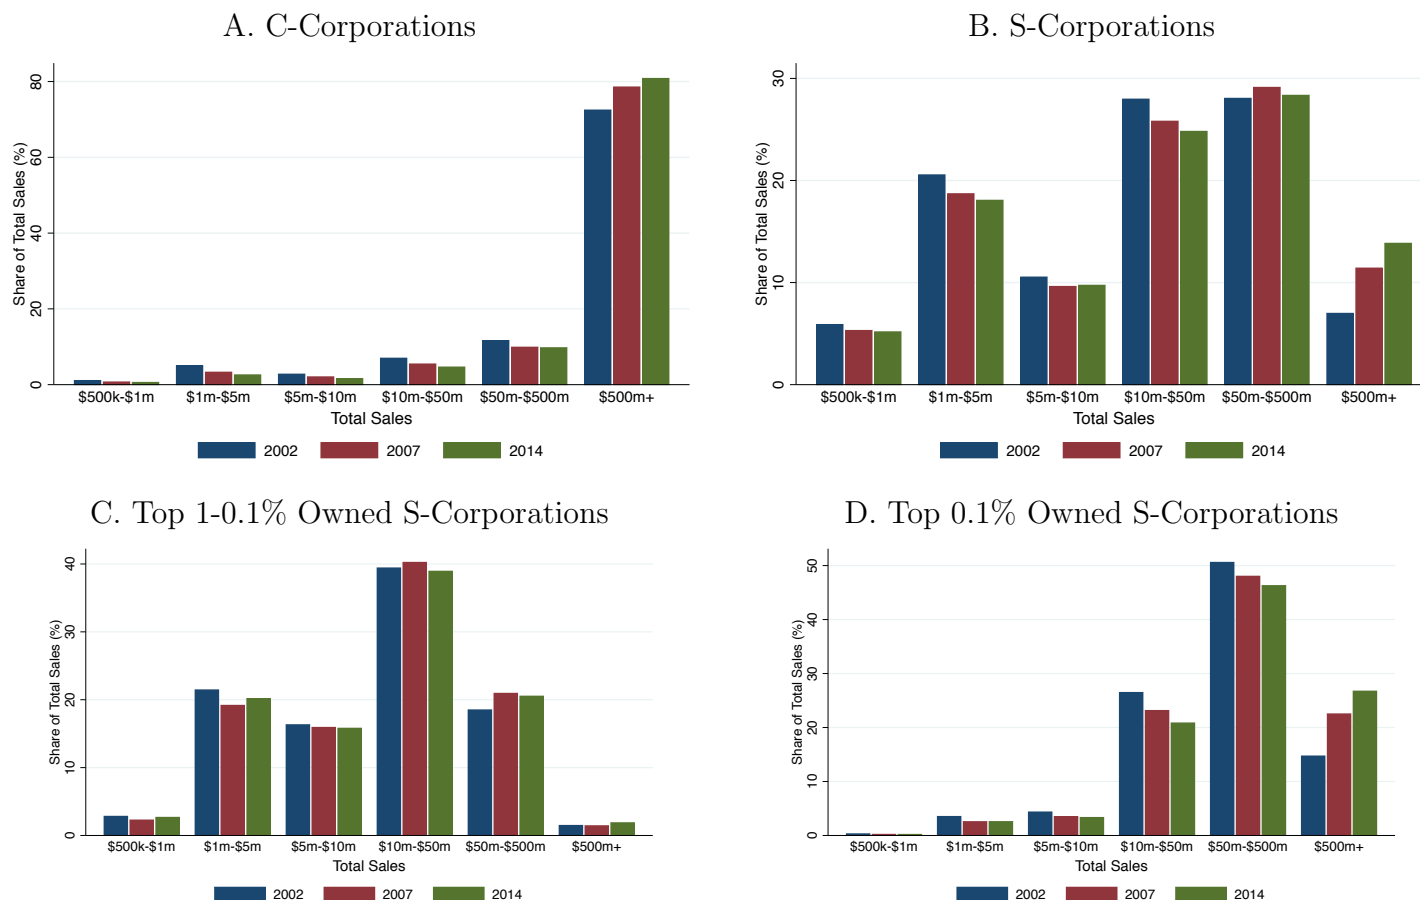 A. C-Corporations
Share of Total Sales (%)
80
60
40
20
0
$500k-$1m $1m-$5m $5m-$10m $10m-$50m $50m-$500m $500m+
Total Sales
2002 2007 2014
B. S-Corporations
Share of Total Sales (%)
30
20
10
0
$500k-$1m $1m-$5m $5m-$10m $10m-$50m $50m-$500m $500m+
Total Sales
2002 2007 2014
C. Top 1-0.1% Owned S-Corporations
Share of Total Sales (%)
40
30
20
10
0
$500k-$1m $1m-$5m $5m-$10m $10m-$50m $50m-$500m $500m+
Total Sales
2002 2007 2014
D. Top 0.1% Owned S-Corporations
Share of Total Sales (%)
50
40
30
20
10
0
$500k-$1m $1m-$5m $5m-$10m $10m-$50m $50m-$500m $500m+
Total Sales
2002 2007 2014